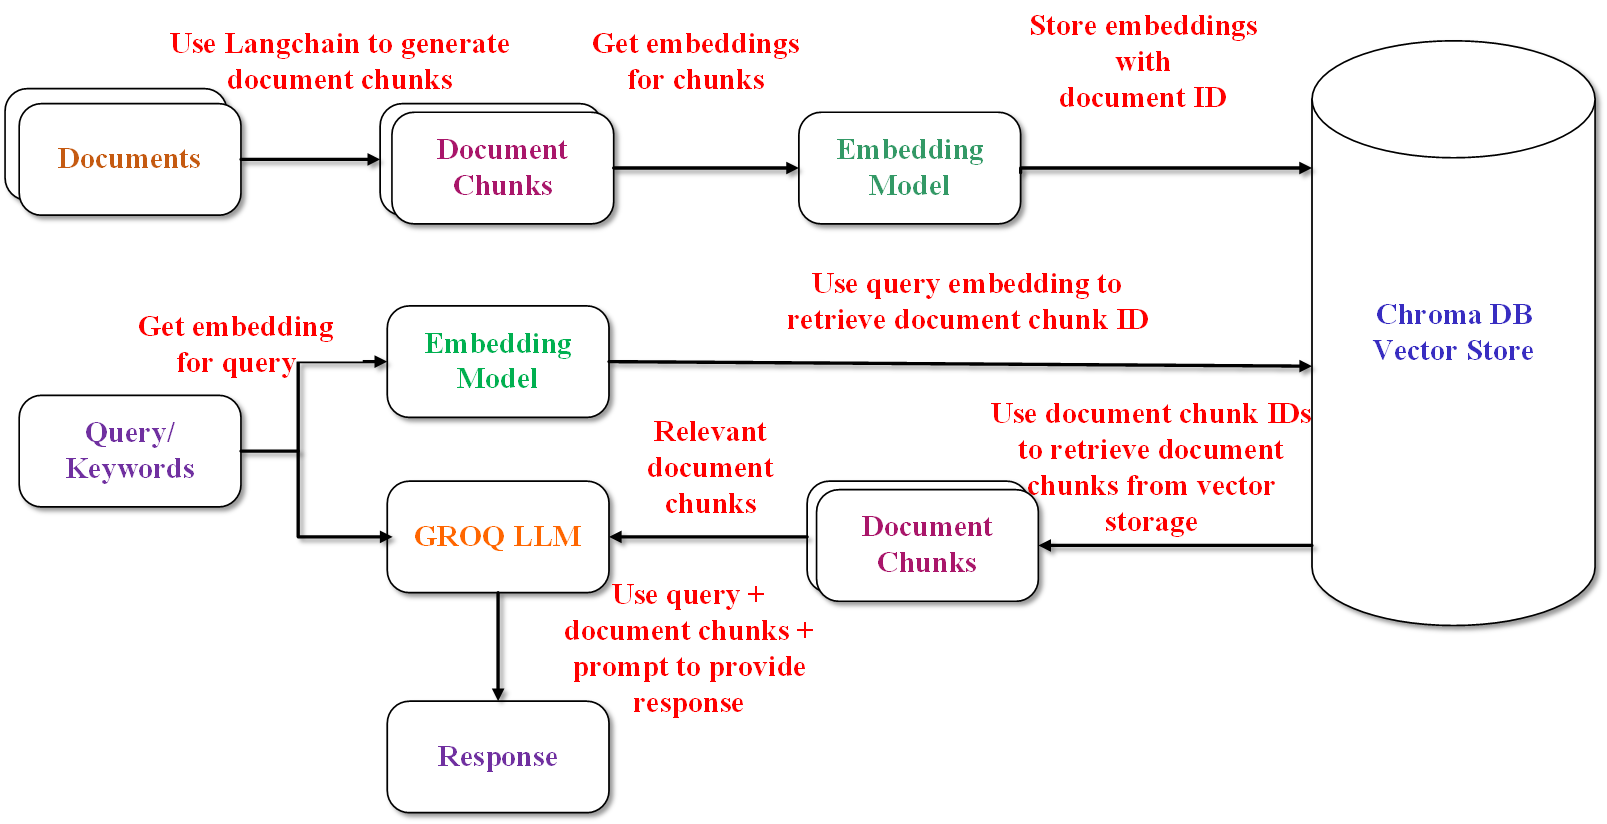 Use Langchain to generate
document chunks
Get embeddings
for chunks
Store embeddings
with
document ID
Documents
Document
Chunks
Embedding
Model
Chroma DB
Vector Store
Get embedding
for query
Embedding
Model
Use query embedding to
retrieve document chunk ID
Query/
Keywords
Relevant
document
chunks
Use document chunk IDs
to retrieve document
chunks from vector
storage
GROQ LLM
Document
Chunks
Use query +
document chunks +
prompt to provide
response
Response